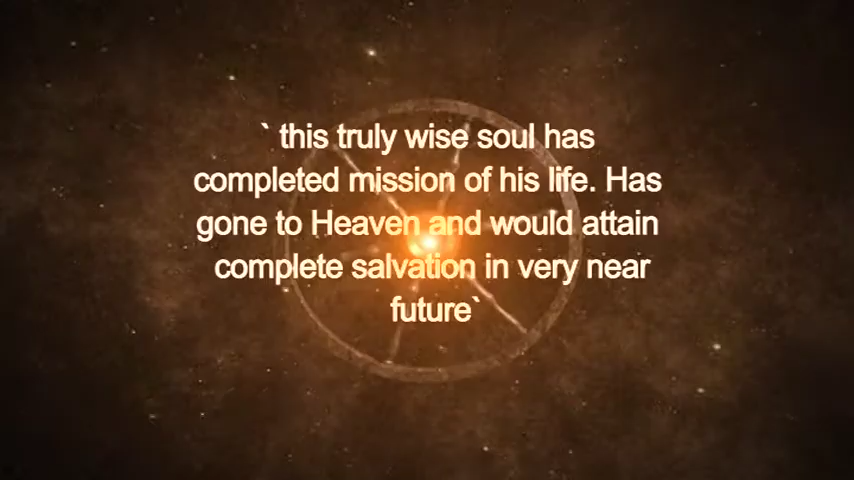 ` this truly wise soul has
completed mission of his life. Has
gone to Heaven and would attain
complete salvation in very near
future`